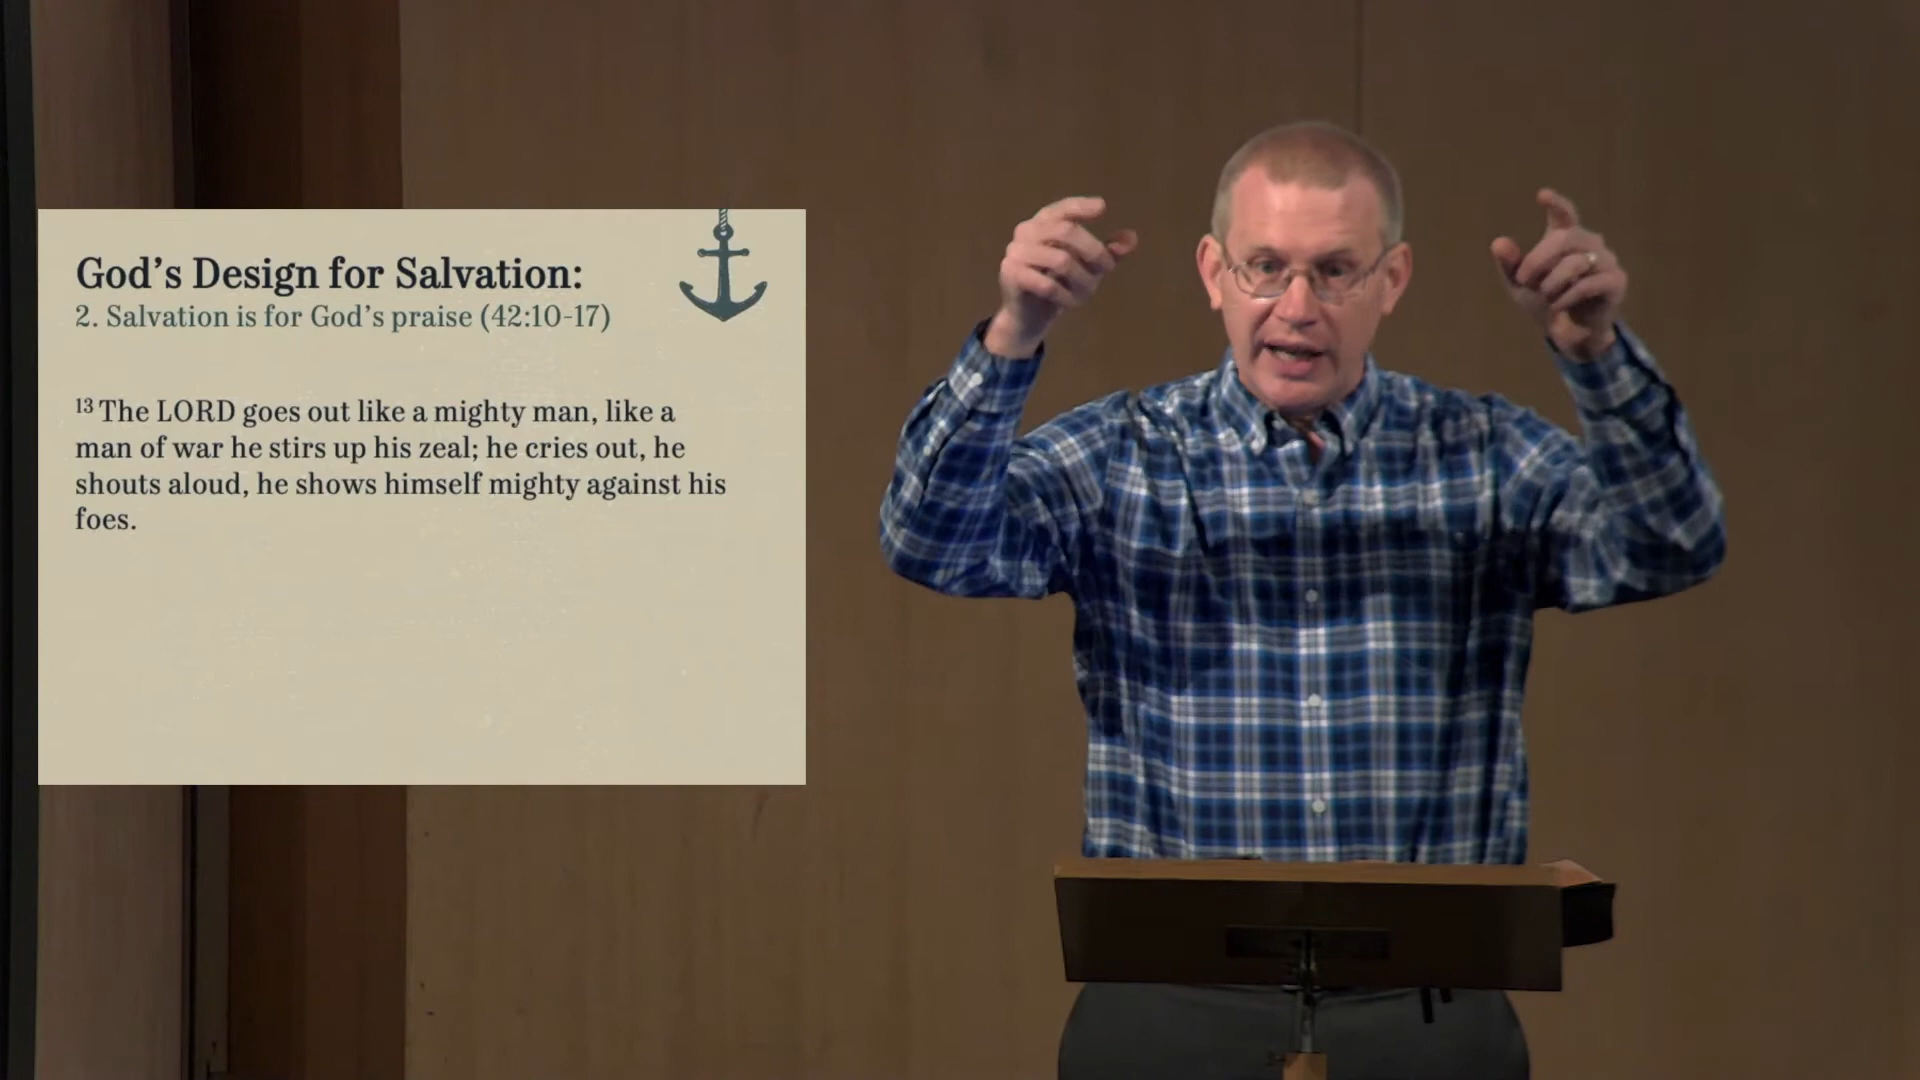 God's Design for Salvation:
2. Salvation is for God's praise (42:10-17)
13 The LORD goes out like a mighty man, like a
man of war he stirs up his zeal; he cries out, he
shouts aloud, he shows himself mighty against his
foes.